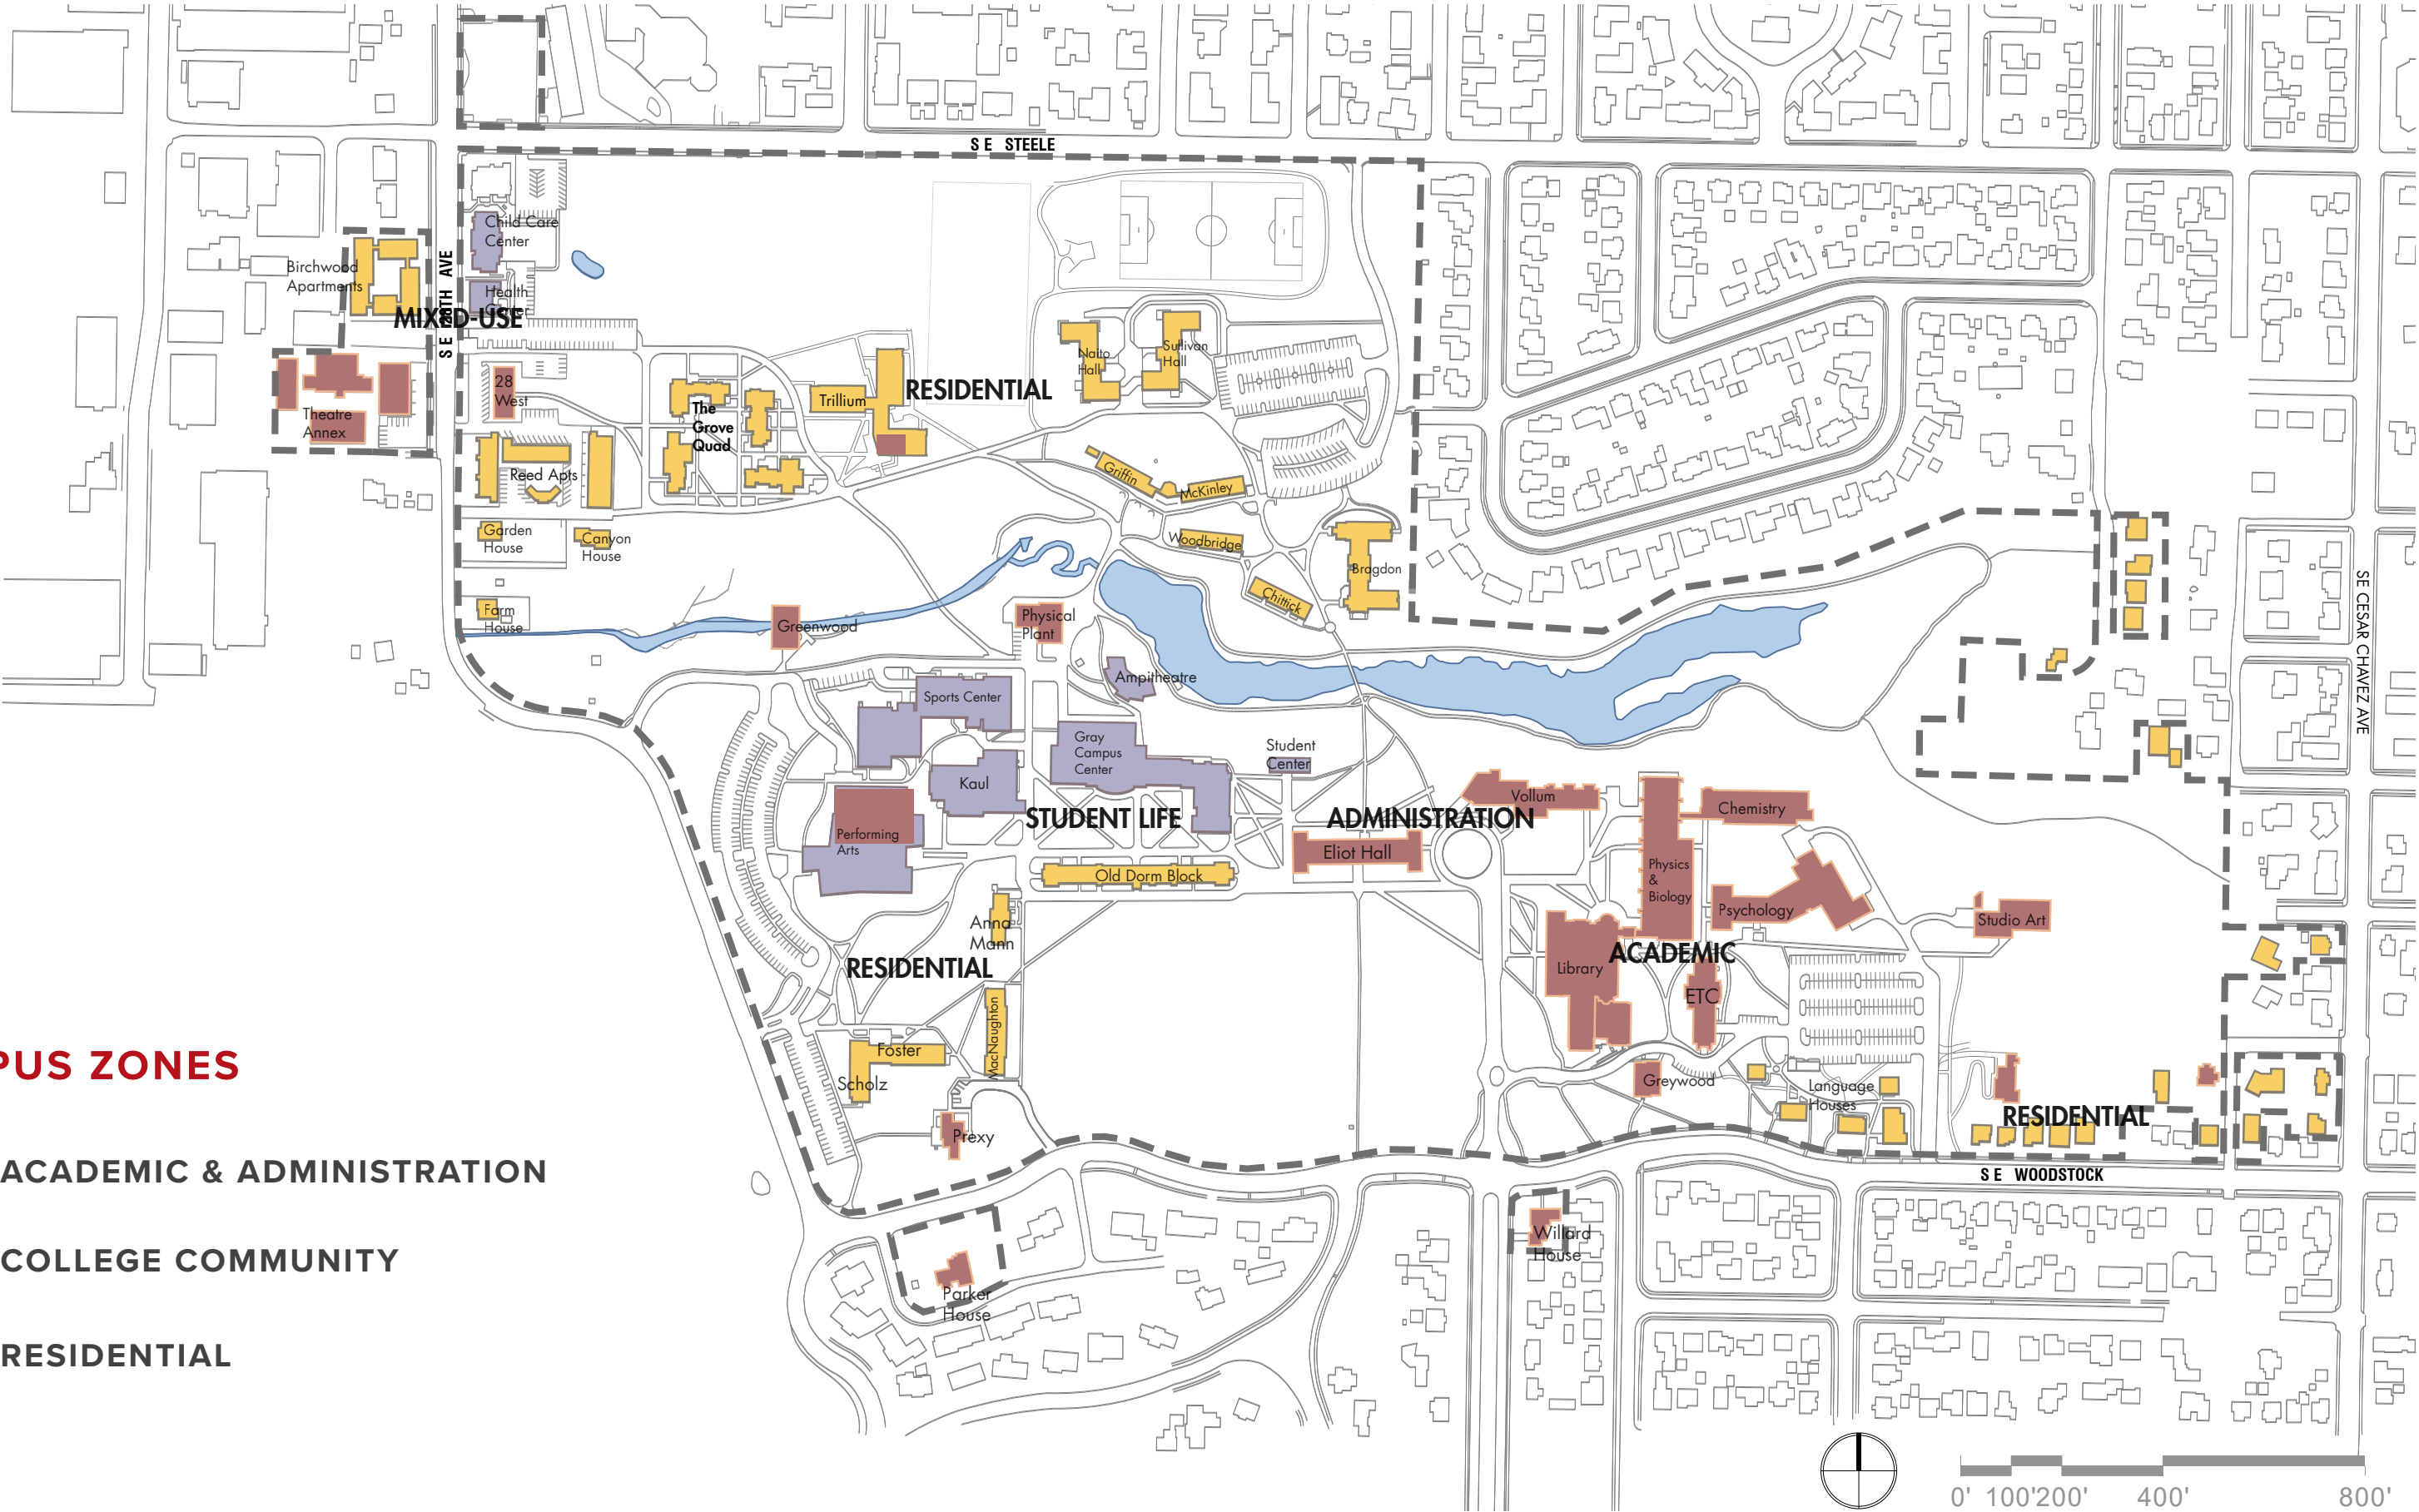 S E STEELE
Child Care
Center
Birchwood
Apartments
Health
Center
MIXED-USE
S E 28TH AVE
28
West
Theatre
Annex
The
Grove
Quad
Trillium
RESIDENTIAL
Naito
Hall
Sullivan
Hall
Reed Apts
Griffin
McKinley
Garden
House
Canyon
House
Woodbridge
Bragdon
Chittick
Farm
House
Greenwood
Physical
Plant
SE CESAR CHAVEZ AVE
Ampitheatre
Sports Center
Gray
Campus
Center
Student
Center
Kaul
Vollum
Chemistry
STUDENT LIFE
ADMINISTRATION
Performing
Arts
Eliot Hall
Old Dorm Block
Physics
&
Biology
Psychology
Studio Art
Anna
Mann
RESIDENTIAL
ACADEMIC
Library
ETC
MacNaughton
Foster
Scholz
Greywood
Language
Houses
RESIDENTIAL
Prexy
S E WOODSTOCK
Willard
House
Parker
House
PUS ZONES
ACADEMIC & ADMINISTRATION
COLLEGE COMMUNITY
RESIDENTIAL
0' 100' 200' 400' 800'